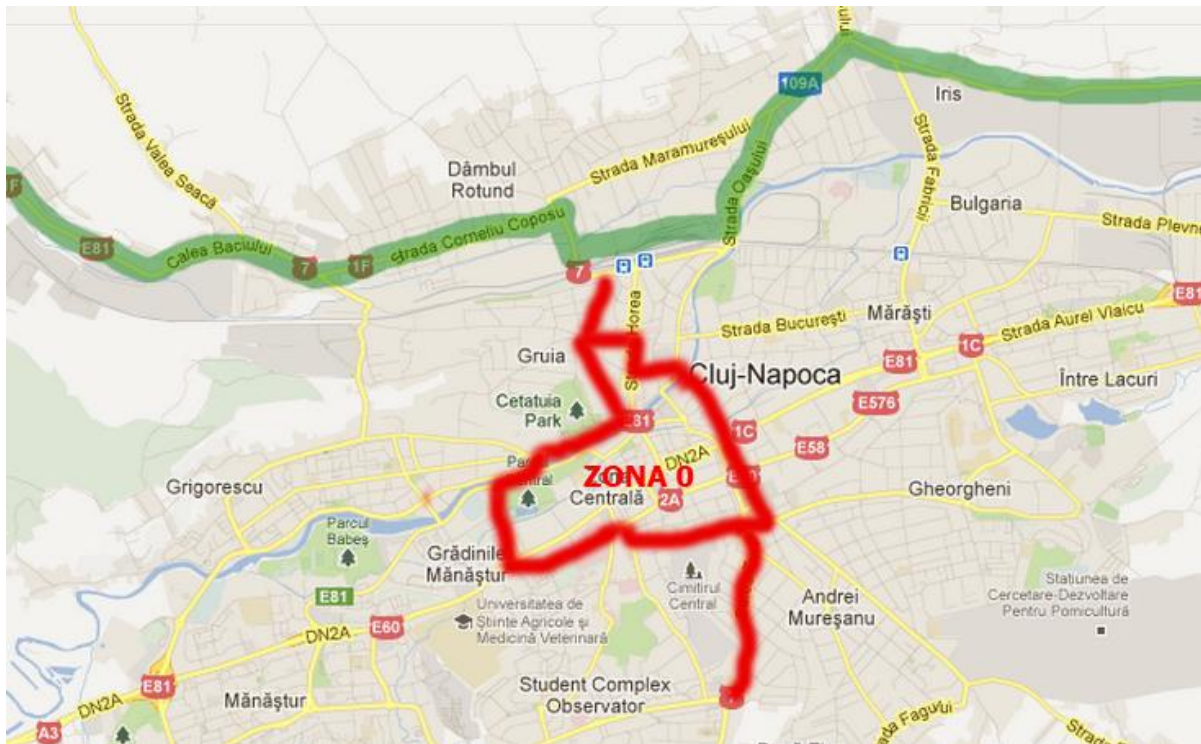 109A
Iris
Strada Valea Seacă
Strada Maramureșului
Dâmbul
Rotund
Strada Fabricii
Strada Oașului
Bulgaria
Strada Plevnei
E81
Calea Baciului
7
1F
Strada Corneliu Coposu
7
Horea
Mărăști
Strada București
Strada Aurel Vlaicu
E81
1C
E81
Gruia
Cluj-Napoca
Între Lacuri
E576
Cetatuia
Park
E81
1C
E58
DN2A
ZONA 0
Centrală
2A
Grigorescu
Gheorgheni
Parcul
Babeș
Grădinile
Mănăștur
Cimitirul
Central
Stațiunea de
Cercetare-Dezvoltare
Pentru Pomicultură
Andrei
Mureșanu
E81
Universitatea de
Științe Agricole și
Medicină Veterinară
E60
DN2A
E81
Mănăștur
Student Complex
Observator
DN2A
A3
Strada Fagului